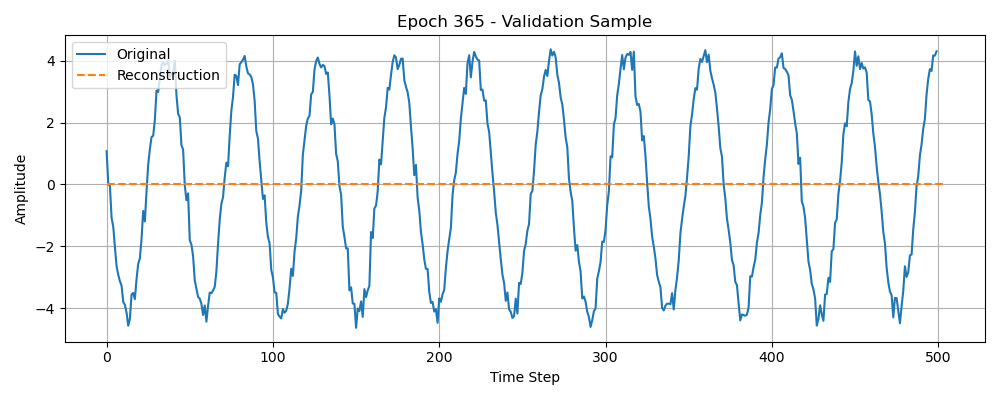 Epoch 365 - Validation Sample
Original
Reconstruction
Amplitude
4
2
0
−2
−4
0 100 200 300 400 500
Time Step